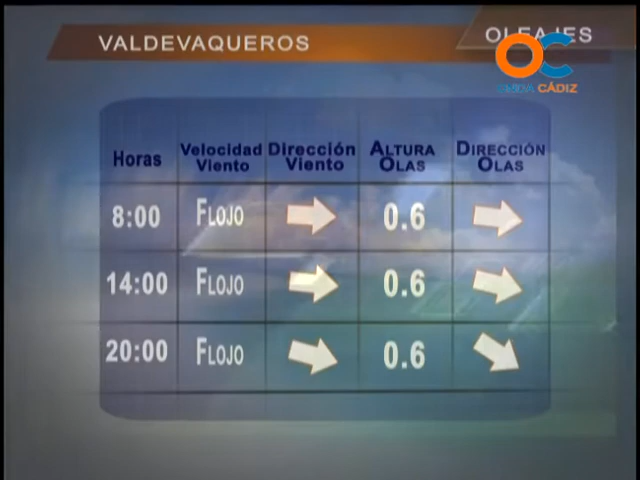 VALDEVAQUEROS
OLEAJES
OC
ONDA CÁDIZ
Horas Velocidad Viento Dirección Viento ALTURA OLAS DIRECCIÓN OLAS
8:00 FLOJO 0.6
14:00 FLOJO 0.6
20:00 FLOJO 0.6